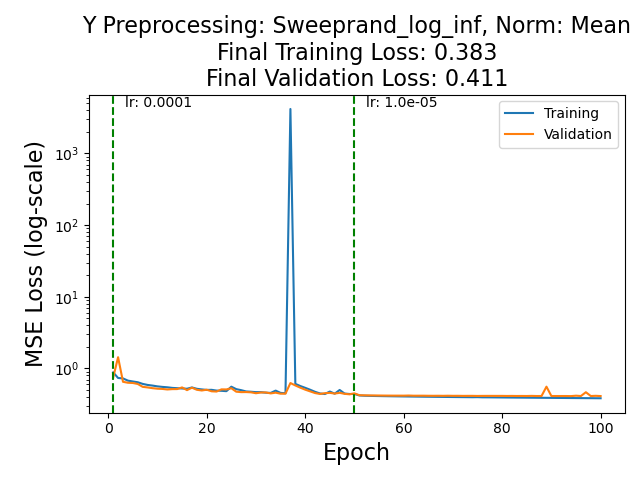 Y Preprocessing: Sweeprand_log_inf, Norm: Mean
Final Training Loss: 0.383
Final Validation Loss: 0.411
lr: 0.0001
lr: 1.0e-05
Training
Validation
MSE Loss (log-scale)
10³
10²
10¹
10⁰
0
20
40
60
80
100
Epoch